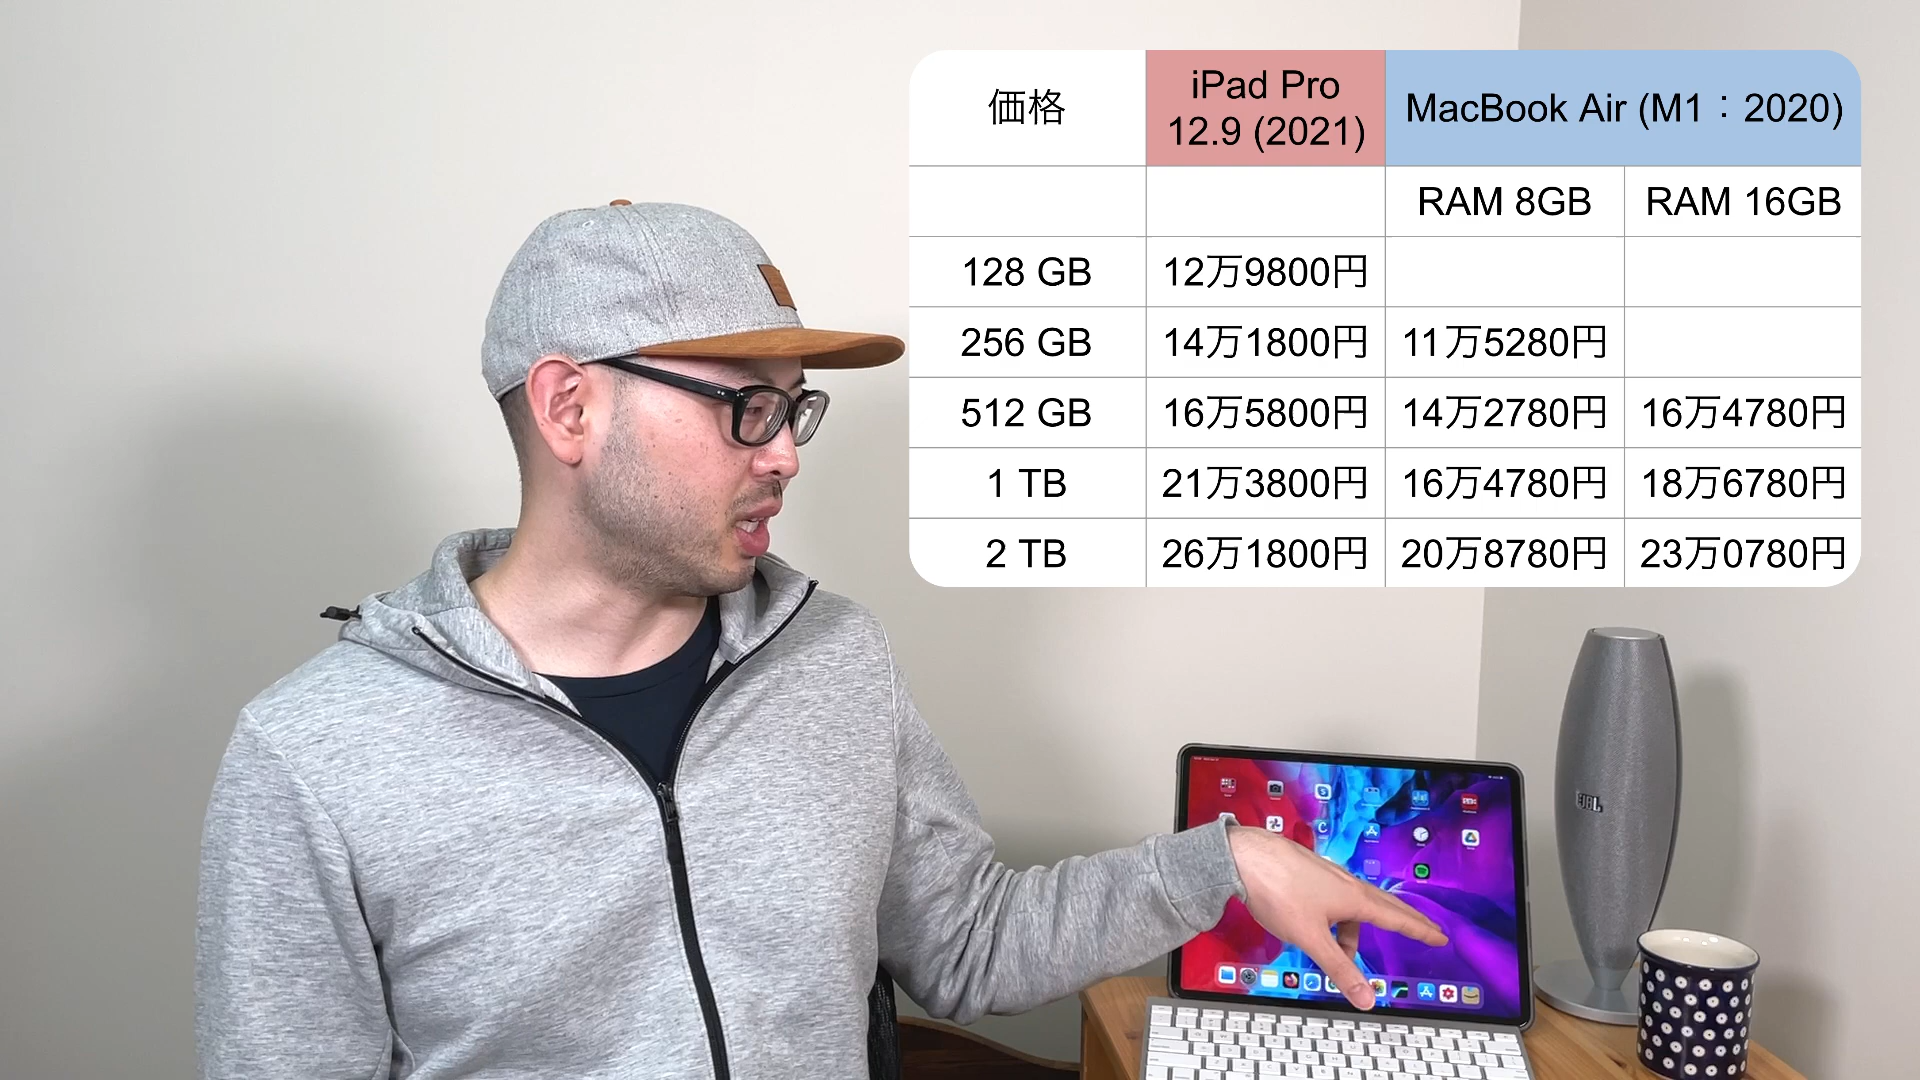 価格
iPad Pro
12.9 (2021)
MacBook Air (M1：2020)
RAM 8GB
RAM 16GB
128 GB
12万9800円
256 GB
14万1800円
11万5280円
512 GB
16万5800円
14万2780円
16万4780円
1 TB
21万3800円
16万4780円
18万6780円
2 TB
26万1800円
20万8780円
23万0780円
JBL